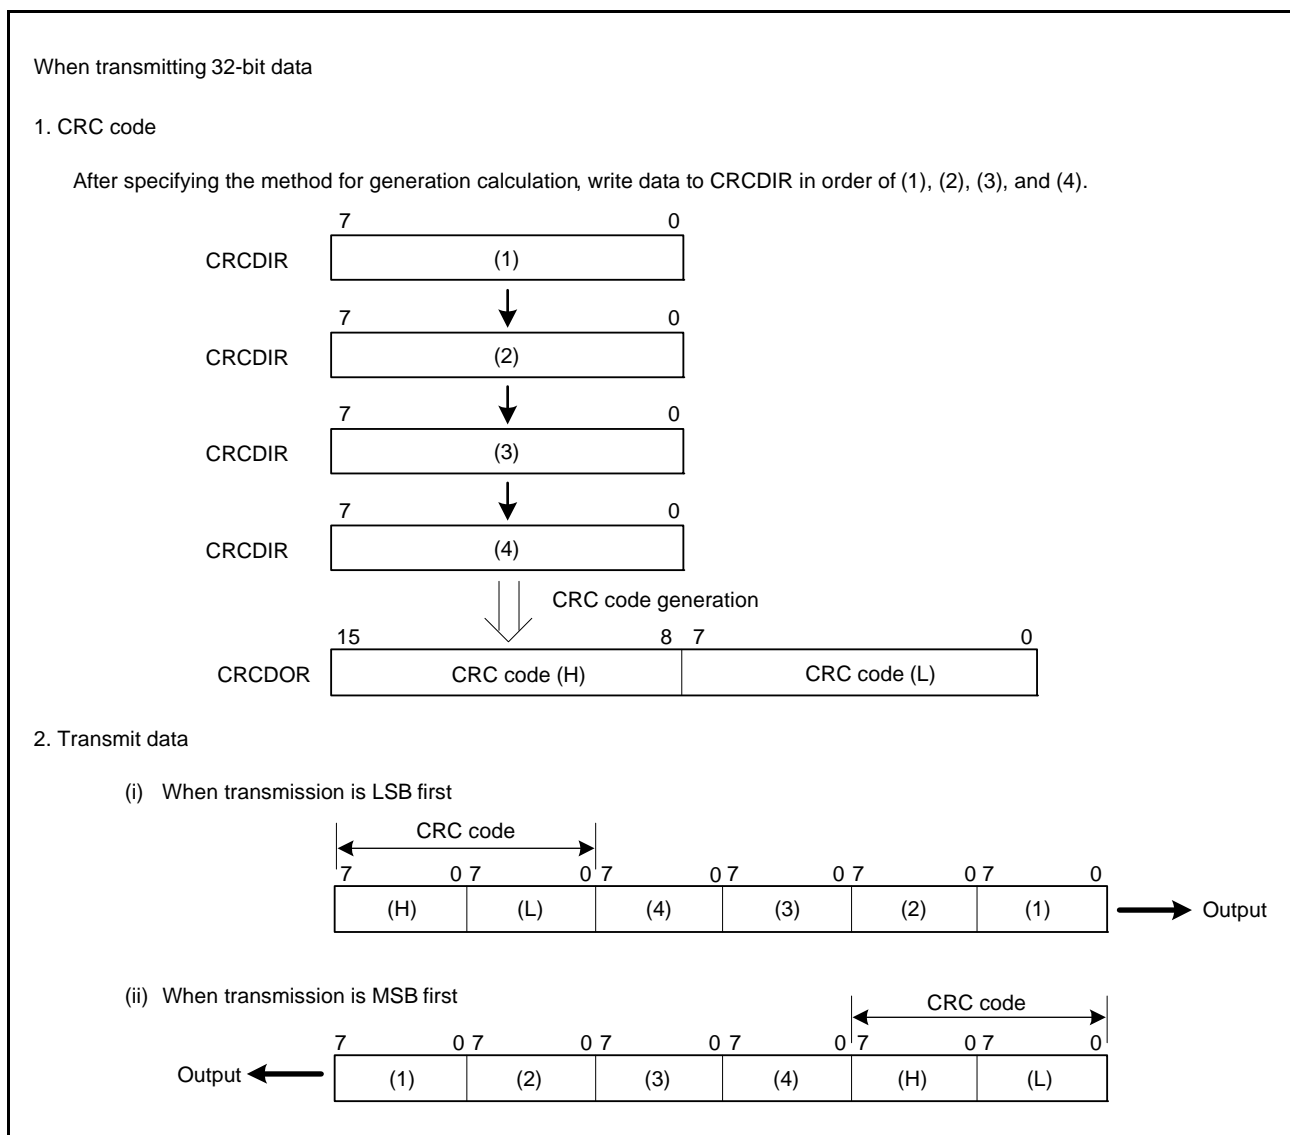 When transmitting 32-bit data
1. CRC code
After specifying the method for generation calculation, write data to CRCDIR in order of (1), (2), (3), and (4).
7 0
CRCDIR (1)
7 0
CRCDIR (2)
7 0
CRCDIR (3)
7 0
CRCDIR (4)
CRC code generation
15 8 7 0
CRCDOR CRC code (H) CRC code (L)
2. Transmit data
(i) When transmission is LSB first
CRC code
7 0 7 0 7 0 7 0 7 0 7 0
(H) (L) (4) (3) (2) (1) Output
(ii) When transmission is MSB first
CRC code
7 0 7 0 7 0 7 0 7 0 7 0
Output (1) (2) (3) (4) (H) (L)